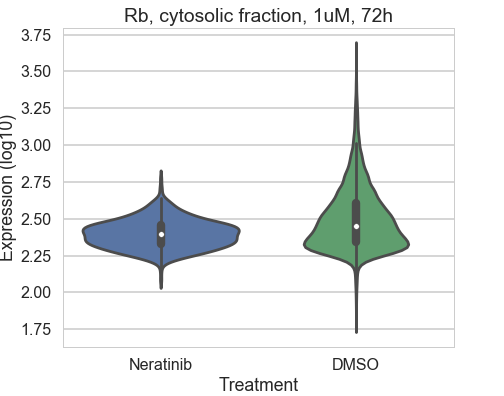 Rb, cytosolic fraction, 1uM, 72h
Expression (log10)
3.75
3.50
3.25
3.00
2.75
2.50
2.25
2.00
1.75
Neratinib
DMSO
Treatment